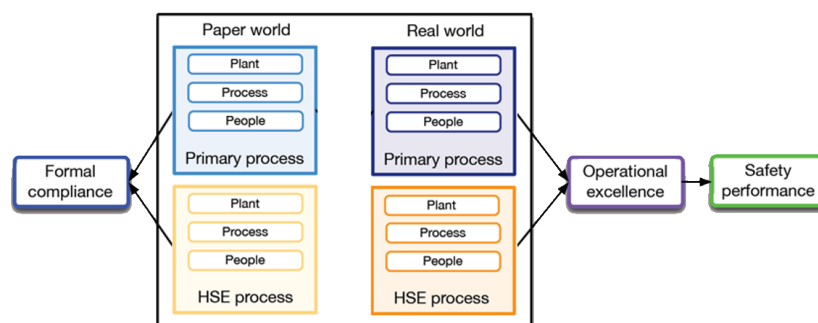 Paper world
Real world
Plant
Process
People
Primary process
Plant
Process
People
Primary process
Formal
compliance
Operational
excellence
Safety
performance
Plant
Process
People
HSE process
Plant
Process
People
HSE process